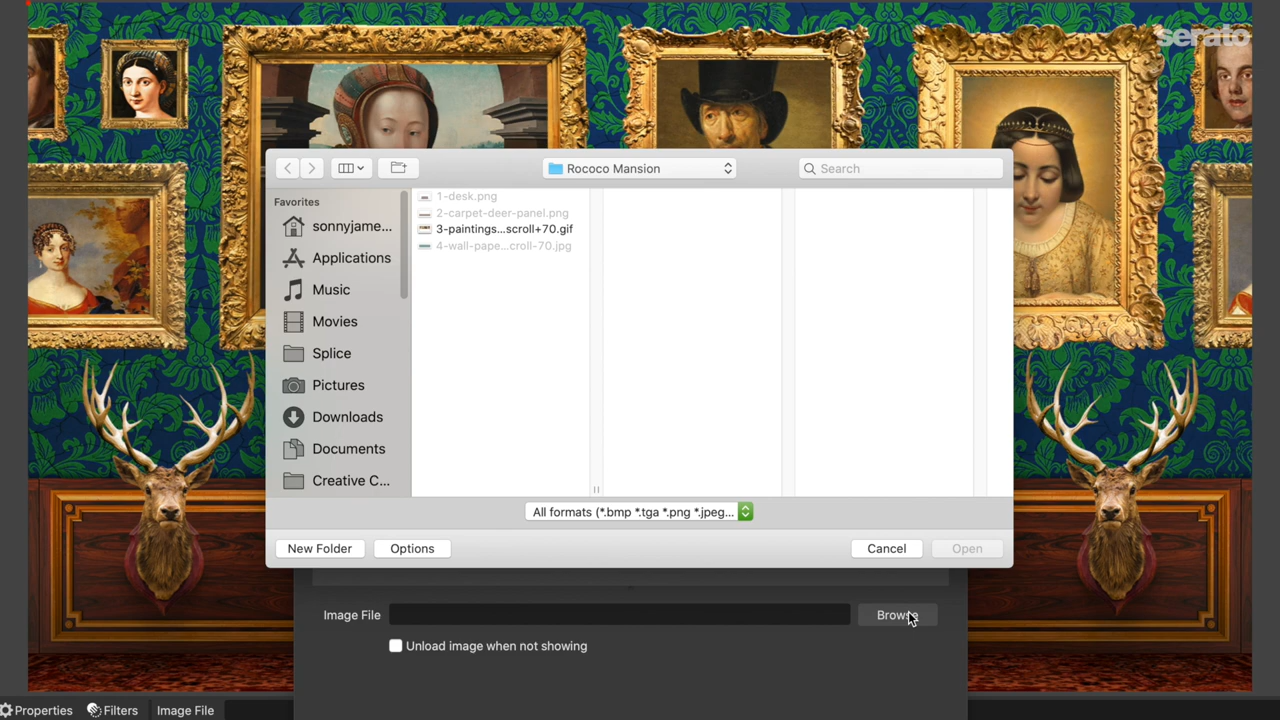 serato
Rococo Mansion
Search
Favorites
sonnyjame...
Applications
Music
Movies
Splice
Pictures
Downloads
Documents
Creative C...
1-desk.png
2-carpet-deer-panel.png
3-paintings...scroll+70.gif
4-wall-pape...croll-70.jpg
All formats (*.bmp *.tga *.png *.jpeg...
New Folder
Options
Cancel
Open
Image File
Browse
Unload image when not showing
Properties
Filters
Image File